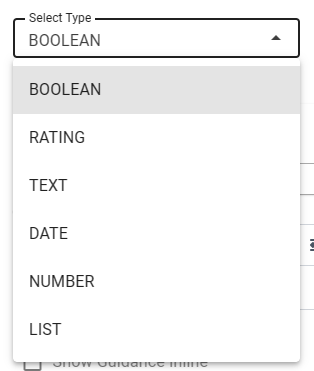 Select Type
BOOLEAN
BOOLEAN
RATING
TEXT
DATE
NUMBER
LIST
Show Guidance Inline